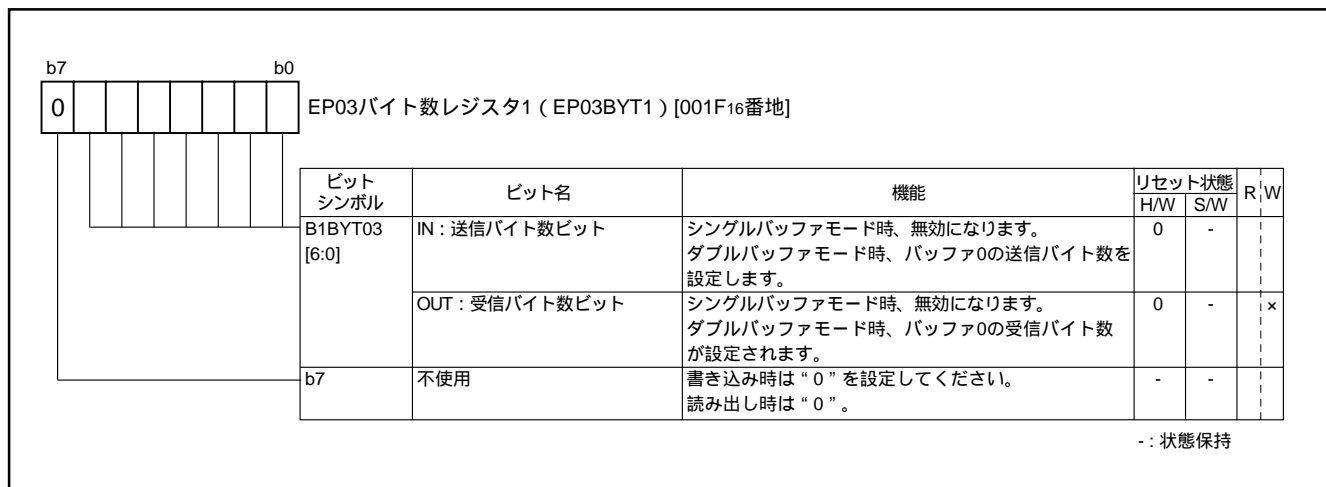 b7 b0
0 EP03バイト数レジスタ1（EP03BYT1）[001F16番地]
ビットシンボル ビット名 機能 リセット状態 H/W S/W R W
B1BYT03 [6:0] IN：送信バイト数ビット シングルバッファモード時、無効になります。 0 -
ダブルバッファモード時、バッファ0の送信バイト数を
設定します。
OUT：受信バイト数ビット シングルバッファモード時、無効になります。 0 - ×
ダブルバッファモード時、バッファ0の受信バイト数
が設定されます。
b7 不使用 書き込み時は“0”を設定してください。 - -
読み出し時は“0”。
-：状態保持